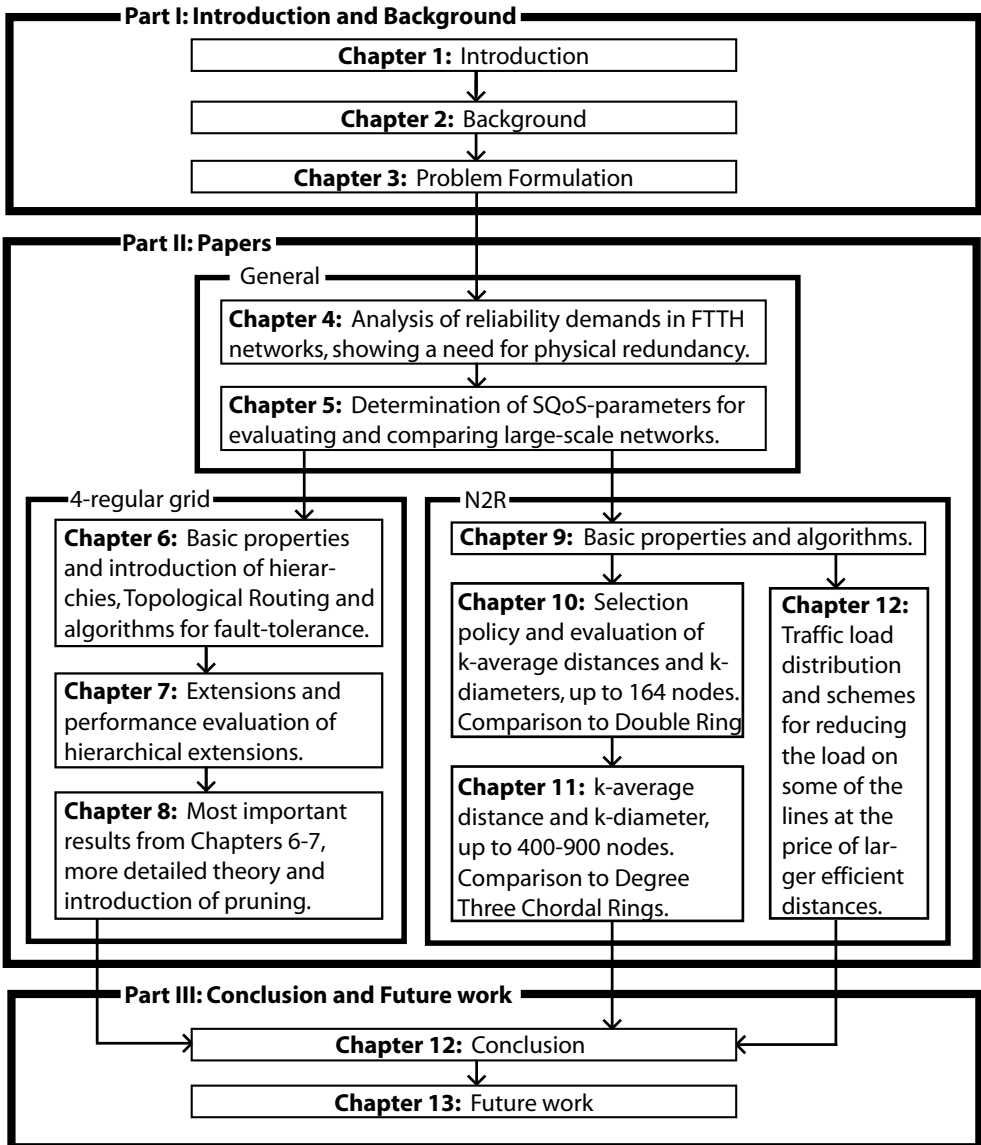 Part I: Introduction and Background
Chapter 1: Introduction
Chapter 2: Background
Chapter 3: Problem Formulation
Part II: Papers
General
Chapter 4: Analysis of reliability demands in FTTH
networks, showing a need for physical redundancy.
Chapter 5: Determination of SQoS-parameters for
evaluating and comparing large-scale networks.
4-regular grid
Chapter 6: Basic properties
and introduction of hierar-
chies, Topological Routing and
algorithms for fault-tolerance.
Chapter 7: Extensions and
performance evaluation of
hierarchical extensions.
Chapter 8: Most important
results from Chapters 6-7,
more detailed theory and
introduction of pruning.
N2R
Chapter 9: Basic properties and algorithms.
Chapter 10: Selection
policy and evaluation of
k-average distances and k-
diameters, up to 164 nodes.
Comparison to Double Ring
Chapter 11: k-average
distance and k-diameter,
up to 400-900 nodes.
Comparison to Degree
Three Chordal Rings.
Chapter 12:
Traffic load
distribution
and schemes
for reducing
the load on
some of the
lines at the
price of lar-
ger efficient
distances.
Part III: Conclusion and Future work
Chapter 12: Conclusion
Chapter 13: Future work